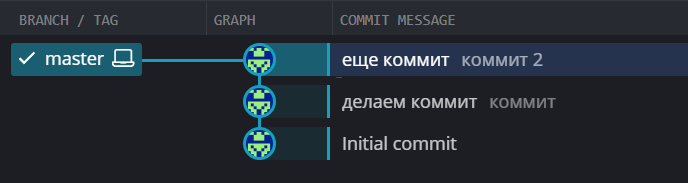 BRANCH / TAG GRAPH COMMIT MESSAGE
master еще коммит коммит 2
делаем коммит коммит
Initial commit